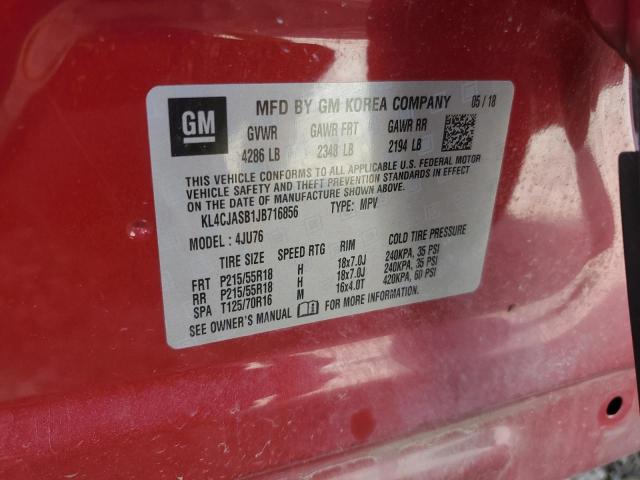 GM
MFD BY GM KOREA COMPANY 05 / 18
GVWR GAWR FRT GAWR RR
4286 LB 2348 LB 2194 LB
THIS VEHICLE CONFORMS TO ALL APPLICABLE U.S. FEDERAL MOTOR
VEHICLE SAFETY AND THEFT PREVENTION STANDARDS IN EFFECT
ON THE DATE OF MANUFACTURE SHOWN ABOVE.
KL4CJASB1JB716856 TYPE: MPV
MODEL : 4JU76
TIRE SIZE SPEED RTG RIM COLD TIRE PRESSURE
FRT P215/55R18 H 18x7.0J 240KPA, 35 PSI
RR P215/55R18 H 18x7.0J 240KPA, 35 PSI
SPA T125/70R16 M 16x4.0T 420KPA, 60 PSI
SEE OWNER'S MANUAL FOR MORE INFORMATION